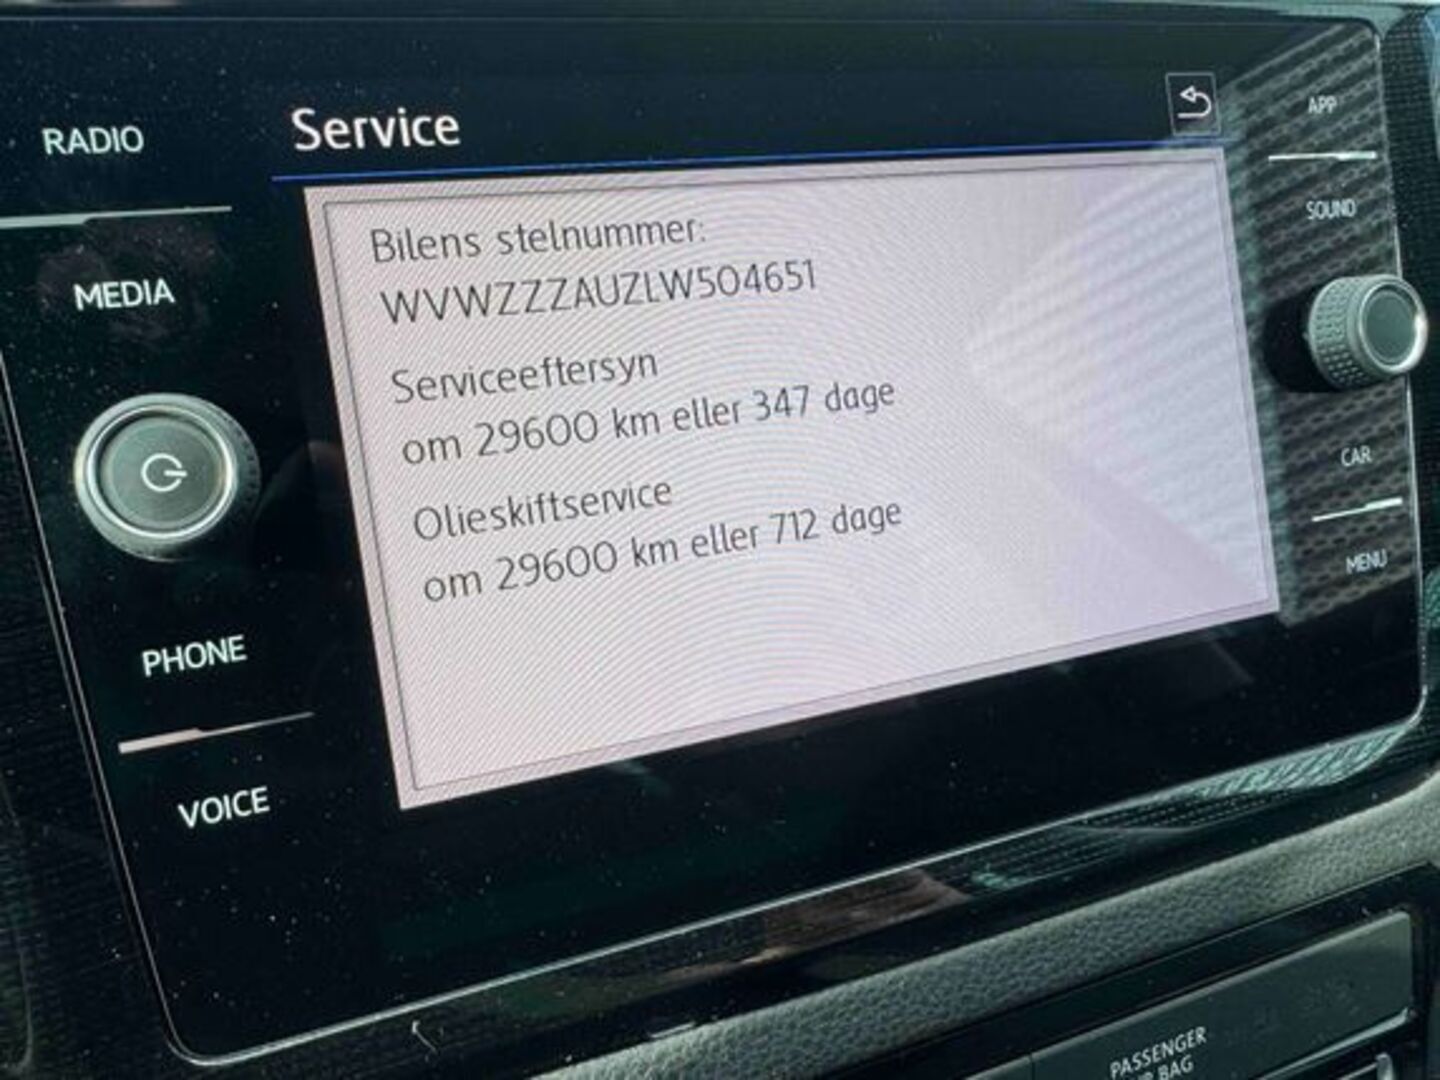 Service
RADIO
MEDIA
PHONE
VOICE
Bilens stelnummer:
WVWZZZAUZLW504651
Serviceeftersyn
om 29600 km eller 347 dage
Olieskiftservice
om 29600 km eller 712 dage
APP
SOUND
CAR
MENU
PASSENGER
BAG